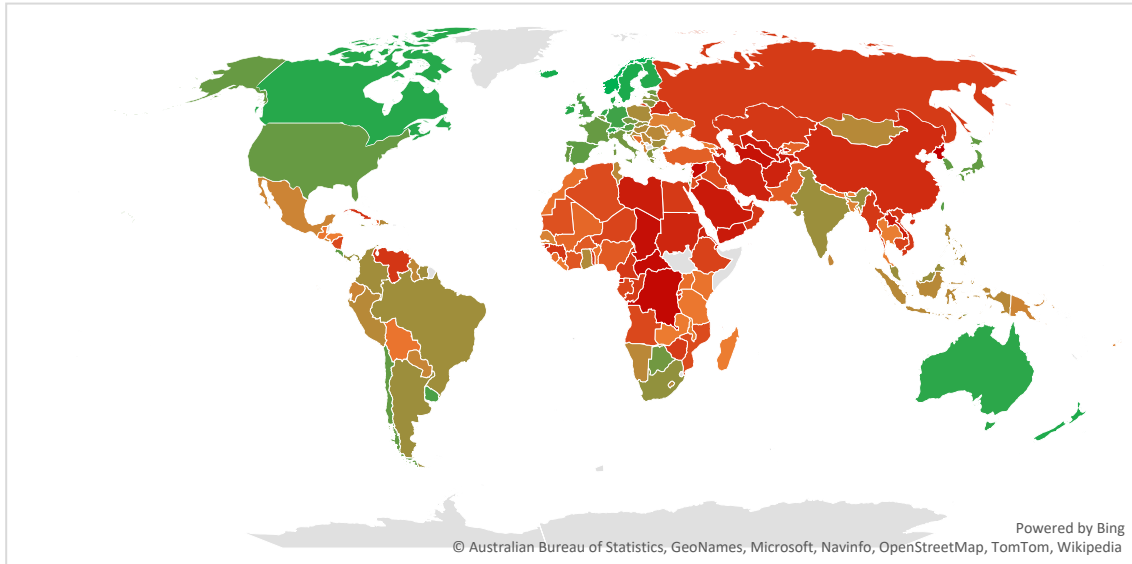 Powered by Bing
© Australian Bureau of Statistics, GeoNames, Microsoft, Navinfo, OpenStreetMap, TomTom, Wikipedia